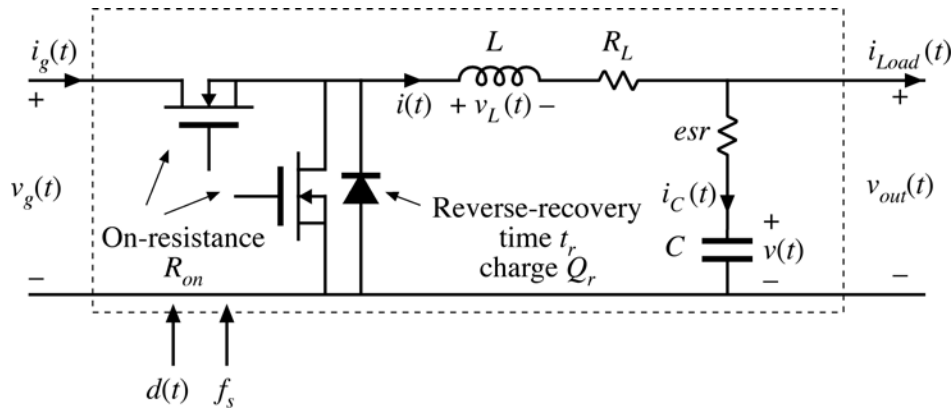 i_g(t)
L
R_L
i_Load(t)
+
i(t)
+ v_L(t) –
+
esr
v_g(t)
i_C(t)
v_out(t)
On-resistance
R_on
Reverse-recovery
time t_r
charge Q_r
C
+
v(t)
–
–
–
d(t)
f_s